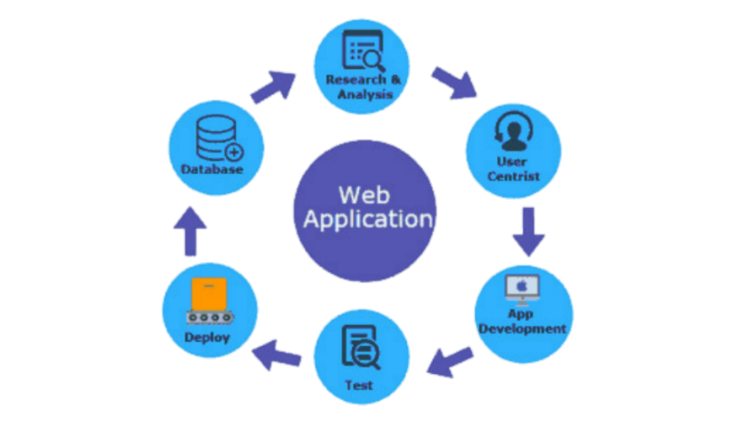 Research &
Analysis
User
Centrist
App
Development
Test
Deploy
Database
Web
Application